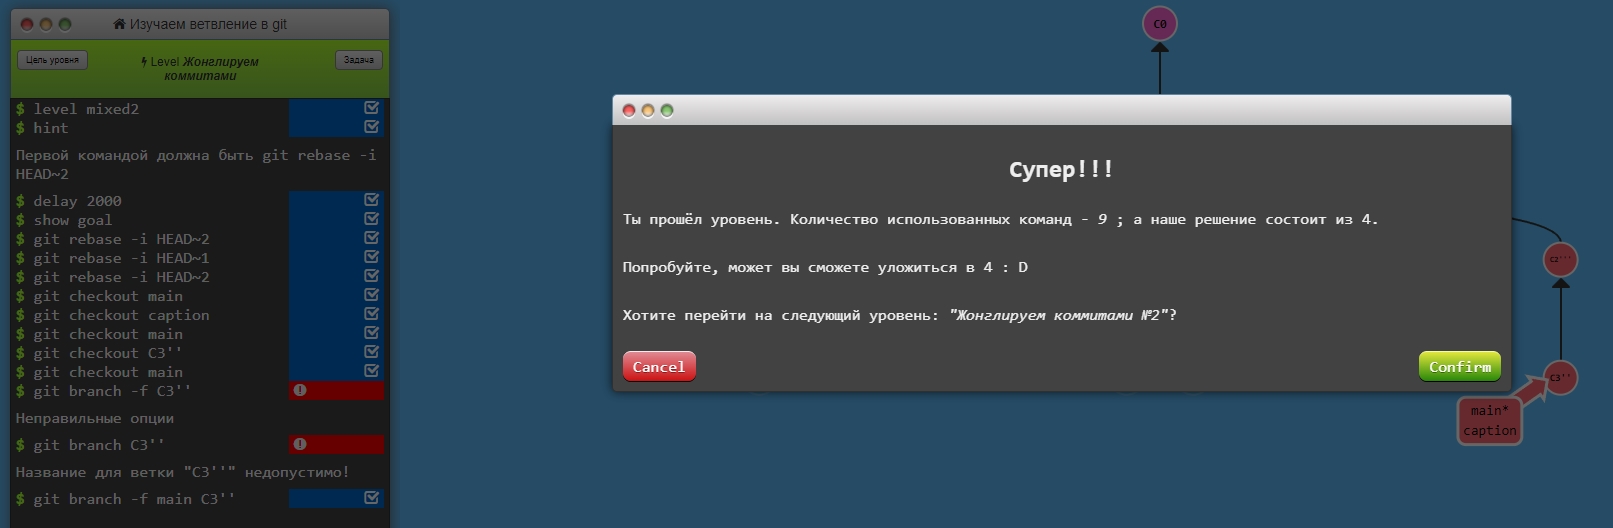 Изучаем ветвление в git
Цель уровня
Level Жонглируем
коммитами
Задача
$ level mixed2
$ hint
Первой командой должна быть git rebase -i
HEAD~2
$ delay 2000
$ show goal
$ git rebase -i HEAD~2
$ git rebase -i HEAD~1
$ git rebase -i HEAD~2
$ git checkout main
$ git checkout caption
$ git checkout main
$ git checkout C3''
$ git checkout main
$ git branch -f C3''
Неправильные опции
$ git branch C3''
Название для ветки "C3''" недопустимо!
$ git branch -f main C3''
C0
Супер!!!
Ты прошёл уровень. Количество использованных команд - 9 ; а наше решение состоит из 4.
Попробуйте, может вы сможете уложиться в 4 : D
Хотите перейти на следующий уровень: "Жонглируем коммитами №2"?
Cancel
Confirm
C2'''
C3''
main*
caption